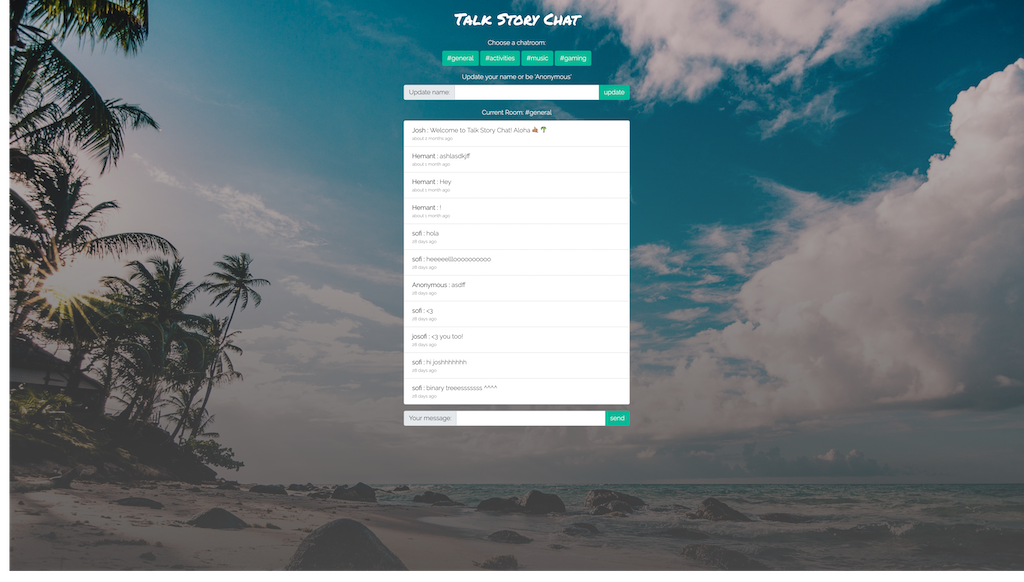 Talk Story Chat
Choose a chatroom:
#general #activities #music #gaming
Update your name or be 'Anonymous'
Update name: update
Current Room: #general
Josh : Welcome to Talk Story Chat! Aloha 🤙🏽 🌴
about 2 months ago
Hemant : ashlasdkjff
about 1 month ago
Hemant : Hey
about 1 month ago
Hemant : !
about 1 month ago
sofi : hola
28 days ago
sofi : heeeeellloooooooooo
28 days ago
Anonymous : asdff
28 days ago
sofi : <3
28 days ago
josofi : <3 you too!
28 days ago
sofi : hi joshhhhhhh
28 days ago
sofi : binary treeesssssss ^^^^
28 days ago
Your message: send